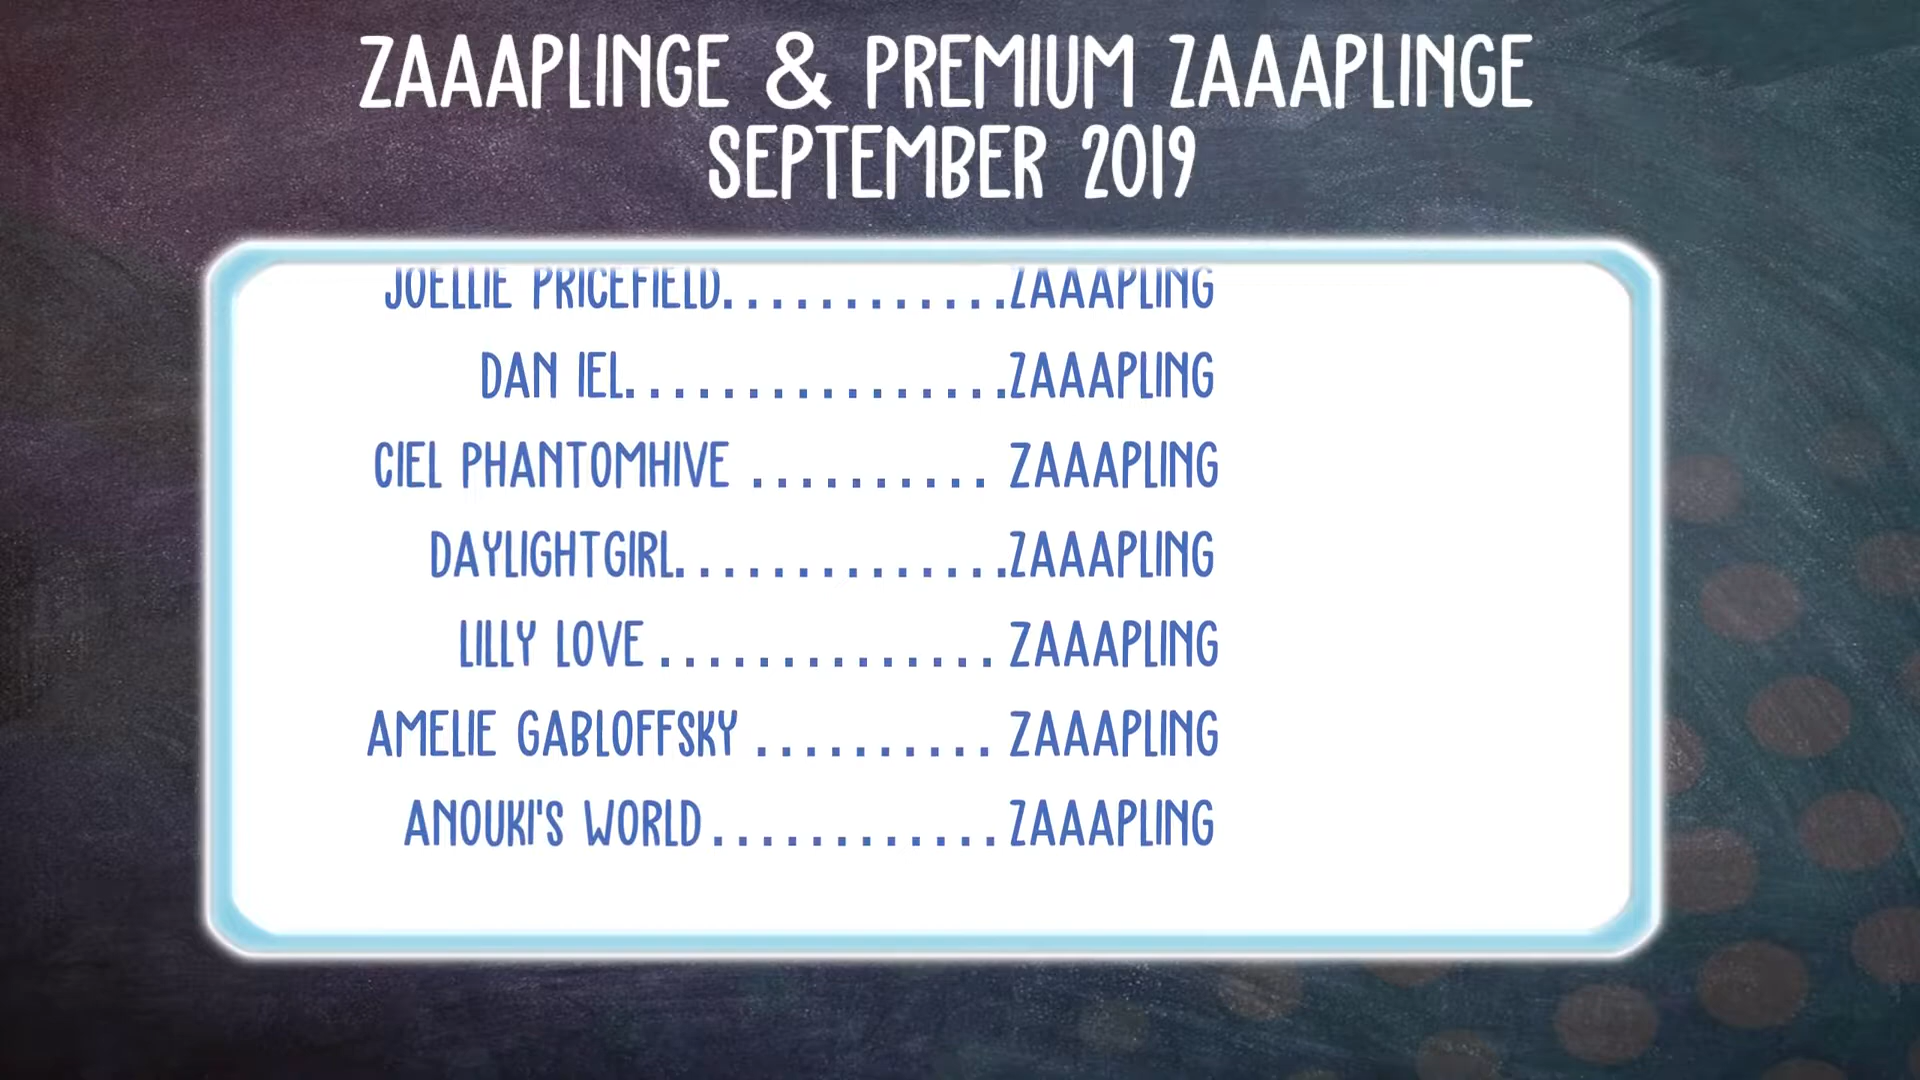 ZAAAPLINGE & PREMIUM ZAAAPLINGE
SEPTEMBER 2019
JOELLIE PRICEFIELD............ZAAAPLING
DAN IEL................ZAAAPLING
CIEL PHANTOMHIVE .......... ZAAAPLING
DAYLIGHTGIRL..............ZAAAPLING
LILLY LOVE .............. ZAAAPLING
AMELIE GABLOFFSKY .......... ZAAAPLING
ANOUKI'S WORLD............ZAAAPLING